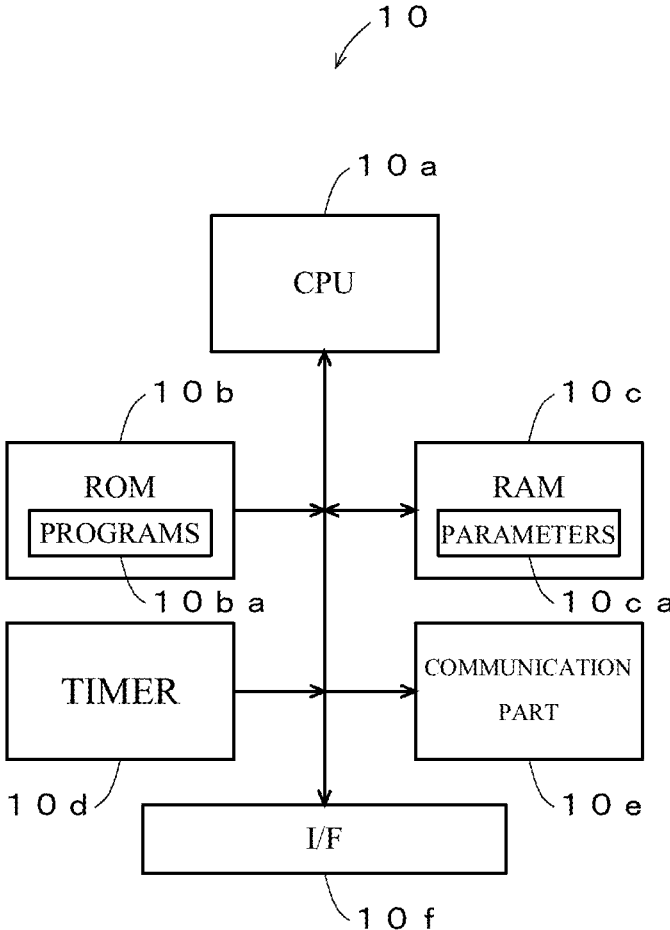 10
10a
CPU
10b
10c
ROM
PROGRAMS
RAM
PARAMETERS
10ba
10ca
TIMER
COMMUNICATION
PART
10d
10e
I/F
10f